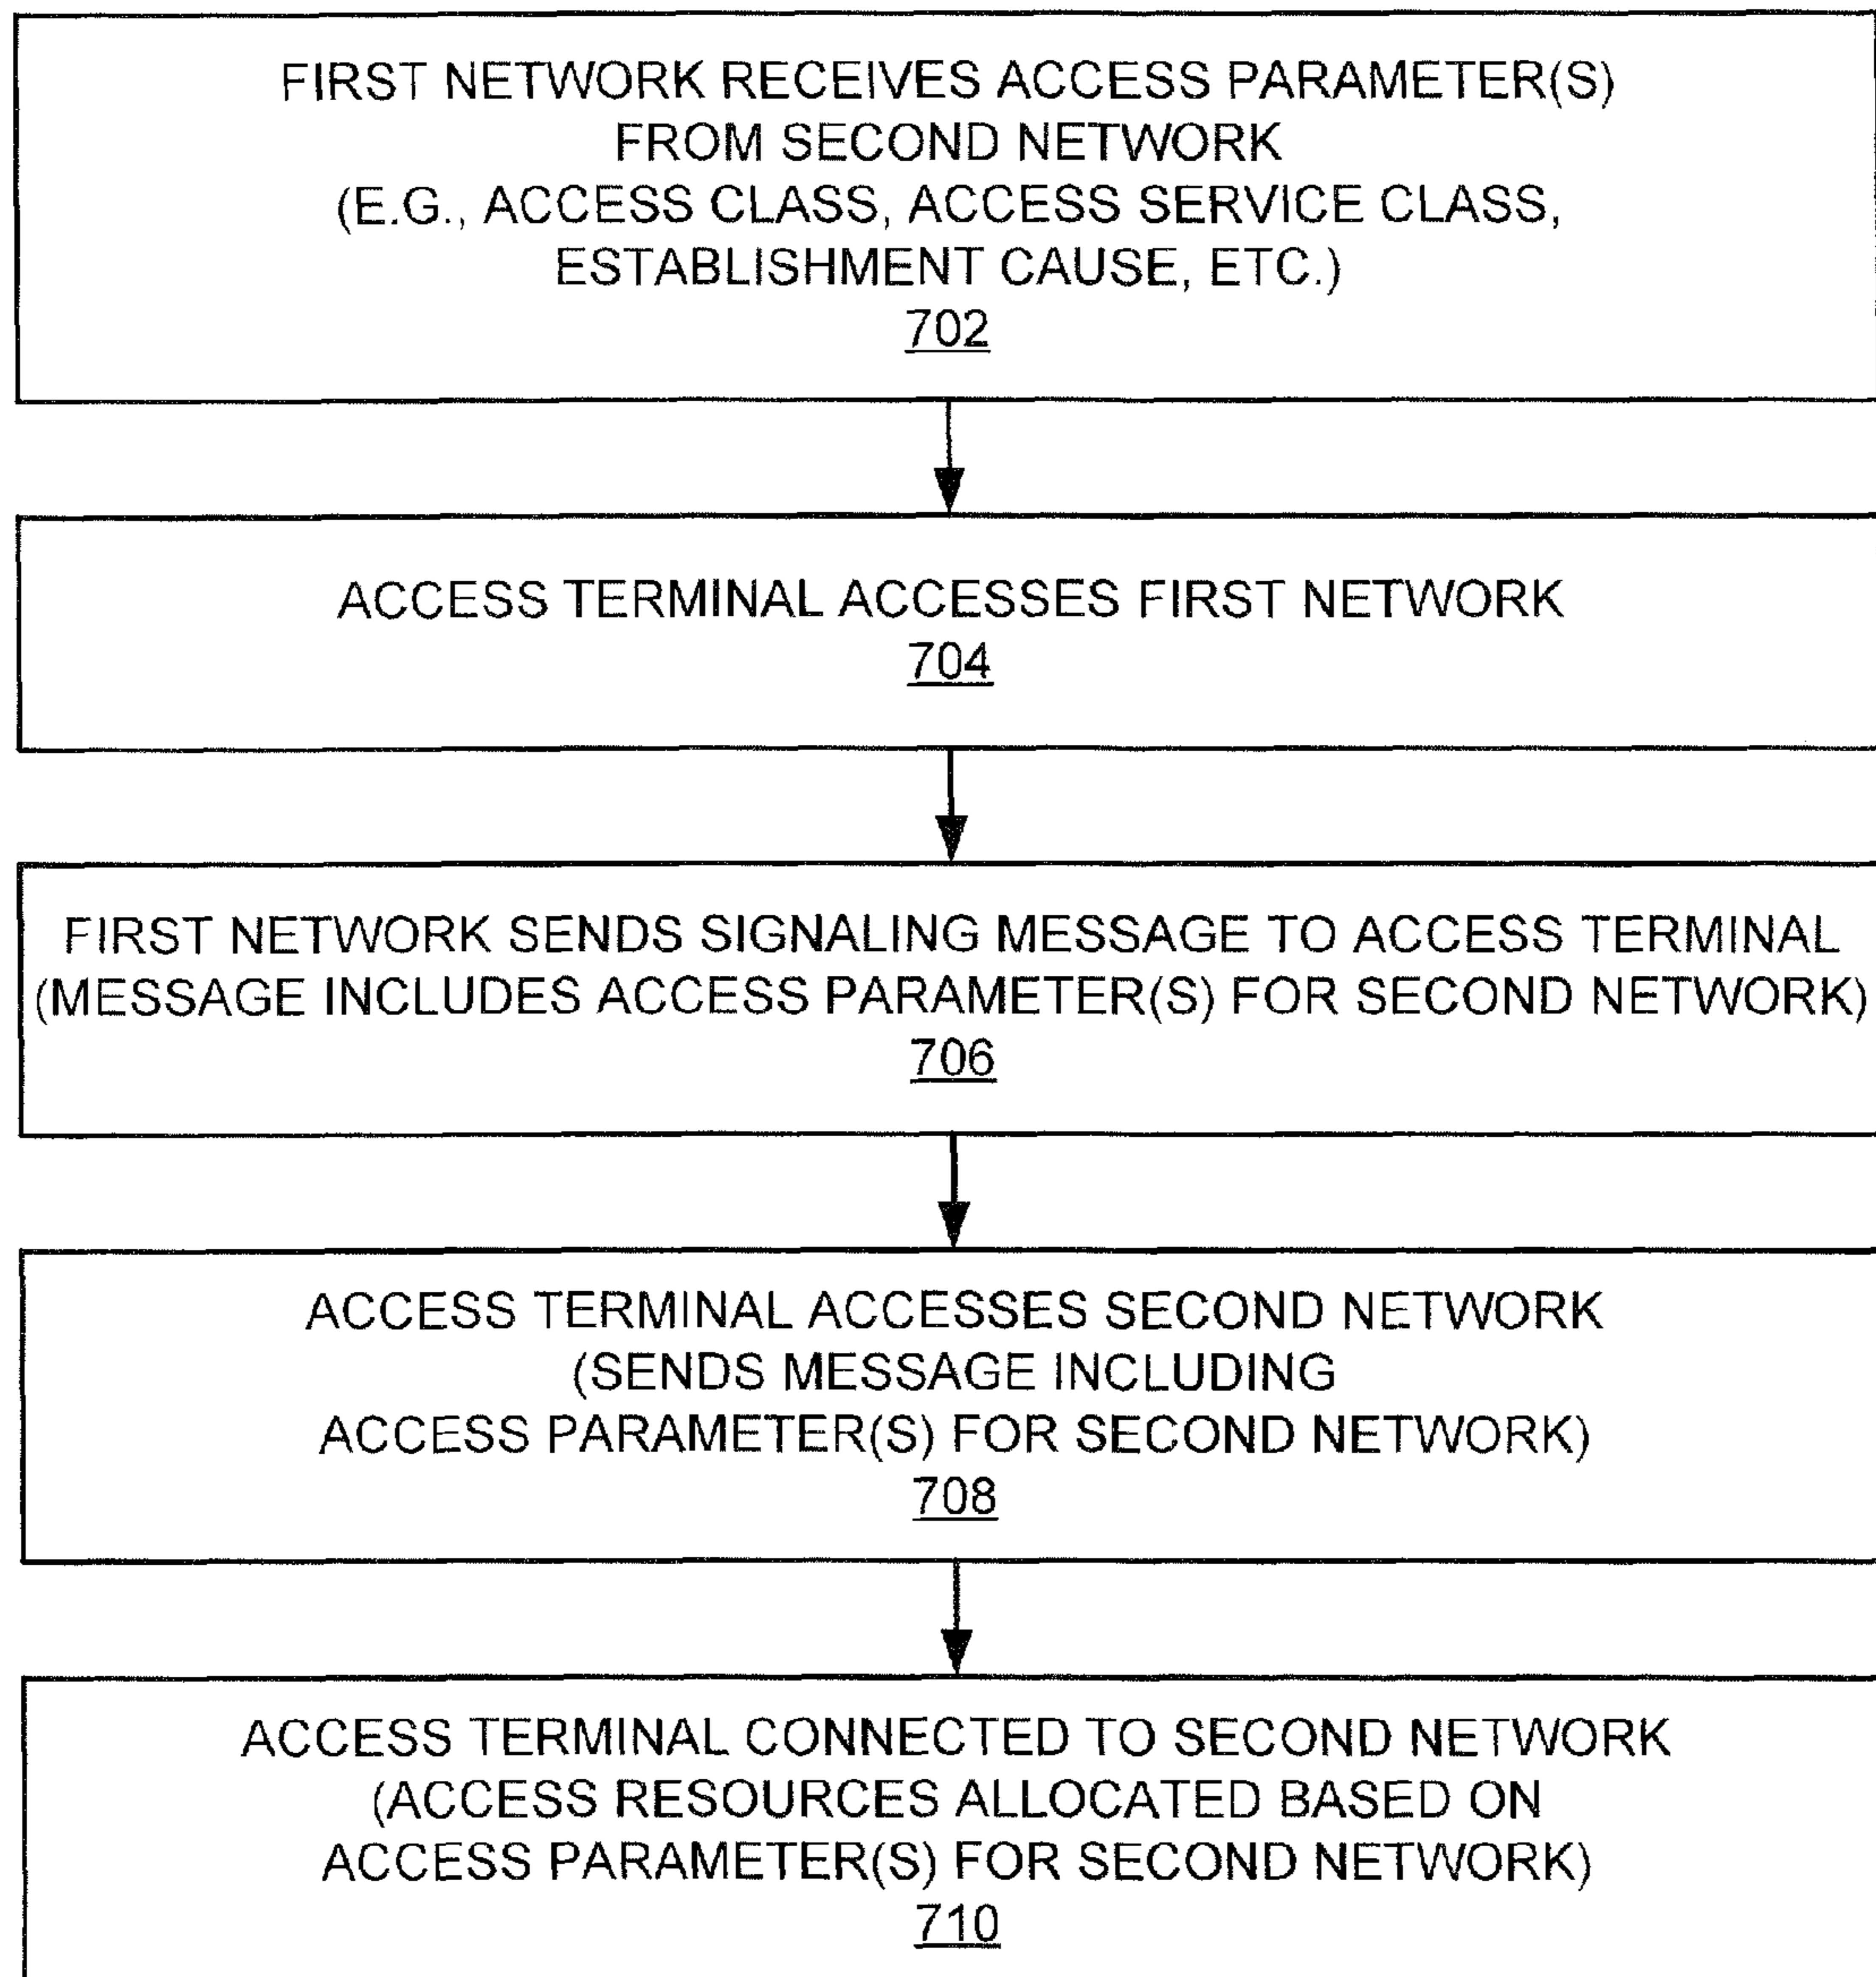 FIRST NETWORK RECEIVES ACCESS PARAMETER(S)
FROM SECOND NETWORK
(E.G., ACCESS CLASS, ACCESS SERVICE CLASS,
ESTABLISHMENT CAUSE, ETC.)
702
ACCESS TERMINAL ACCESSES FIRST NETWORK
704
FIRST NETWORK SENDS SIGNALING MESSAGE TO ACCESS TERMINAL
(MESSAGE INCLUDES ACCESS PARAMETER(S) FOR SECOND NETWORK)
706
ACCESS TERMINAL ACCESSES SECOND NETWORK
(SENDS MESSAGE INCLUDING
ACCESS PARAMETER(S) FOR SECOND NETWORK)
708
ACCESS TERMINAL CONNECTED TO SECOND NETWORK
(ACCESS RESOURCES ALLOCATED BASED ON
ACCESS PARAMETER(S) FOR SECOND NETWORK)
710